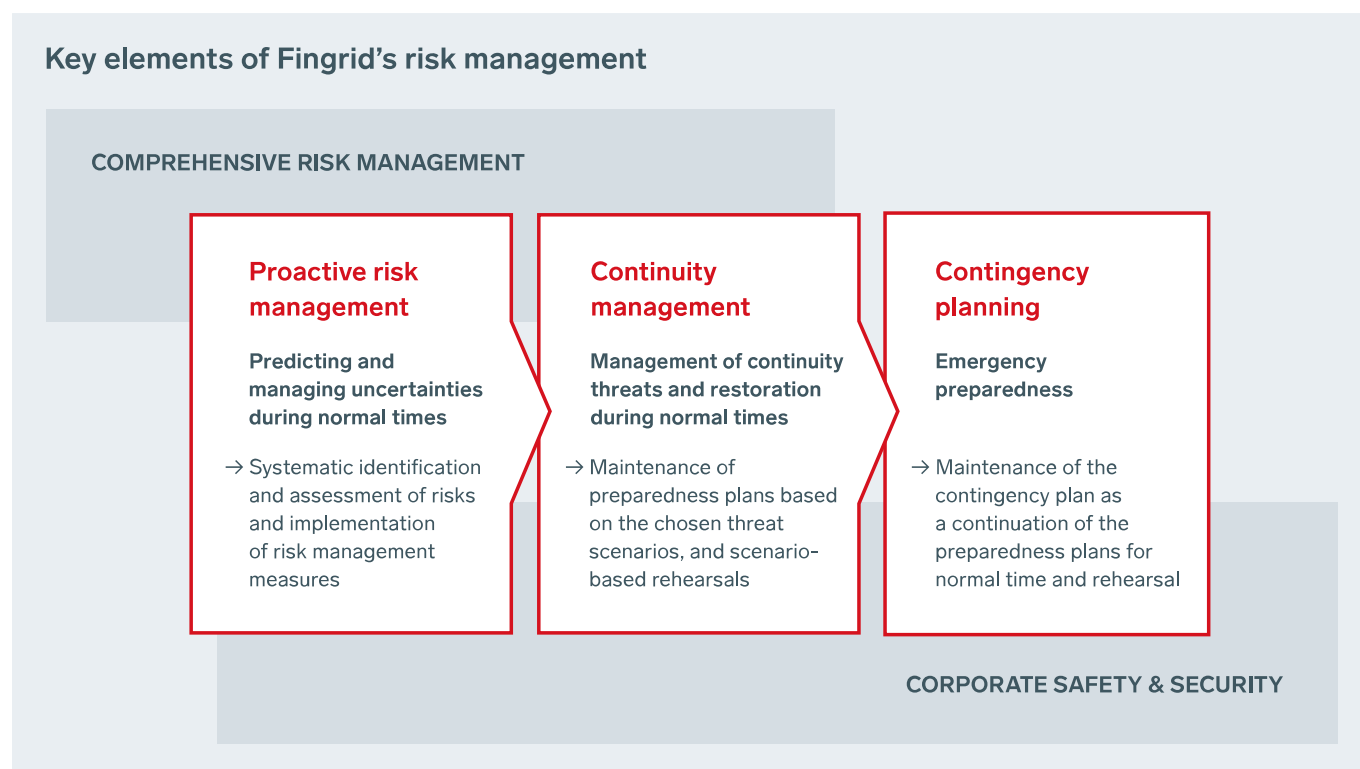 Key elements of Fingrid's risk management
COMPREHENSIVE RISK MANAGEMENT
Proactive risk
management
Predicting and
managing uncertainties
during normal times
→ Systematic identification
and assessment of risks
and implementation
of risk management
measures
Continuity
management
Management of continuity
threats and restoration
during normal times
→ Maintenance of
preparedness plans based
on the chosen threat
scenarios, and scenario-
based rehearsals
Contingency
planning
Emergency
preparedness
→ Maintenance of the
contingency plan as
a continuation of the
preparedness plans for
normal time and rehearsal
CORPORATE SAFETY & SECURITY